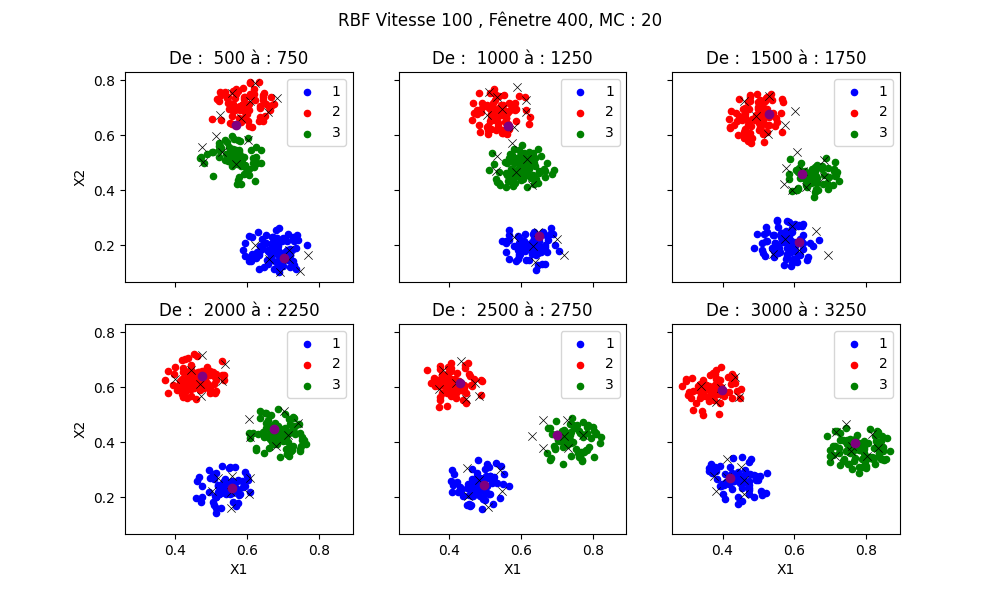 RBF Vitesse 100 , Fênetre 400, MC : 20
De :  500 à : 750
De :  1000 à : 1250
De :  1500 à : 1750
0.8
0.6
0.4
0.2
X2
1
2
3
1
2
3
1
2
3
De :  2000 à : 2250
De :  2500 à : 2750
De :  3000 à : 3250
0.8
0.6
0.4
0.2
X2
1
2
3
1
2
3
1
2
3
0.4 0.6 0.8
0.4 0.6 0.8
0.4 0.6 0.8
X1
X1
X1